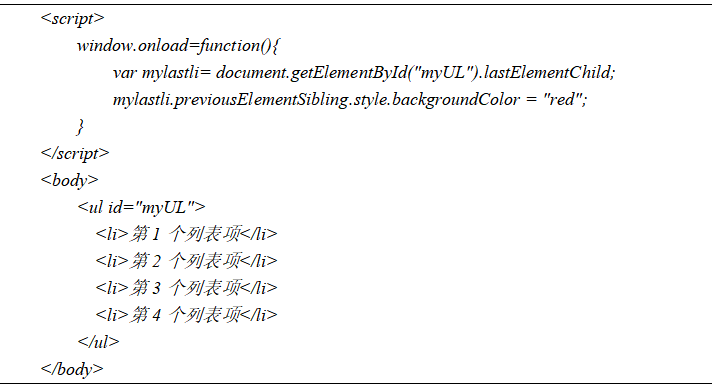 <script>
window.onload=function(){
var mylastli= document.getElementById("myUL").lastElementChild;
mylastli.previousElementSibling.style.backgroundColor = "red";
}
</script>
<body>
<ul id="myUL">
<li>第 1 个列表项</li>
<li>第 2 个列表项</li>
<li>第 3 个列表项</li>
<li>第 4 个列表项</li>
</ul>
</body>